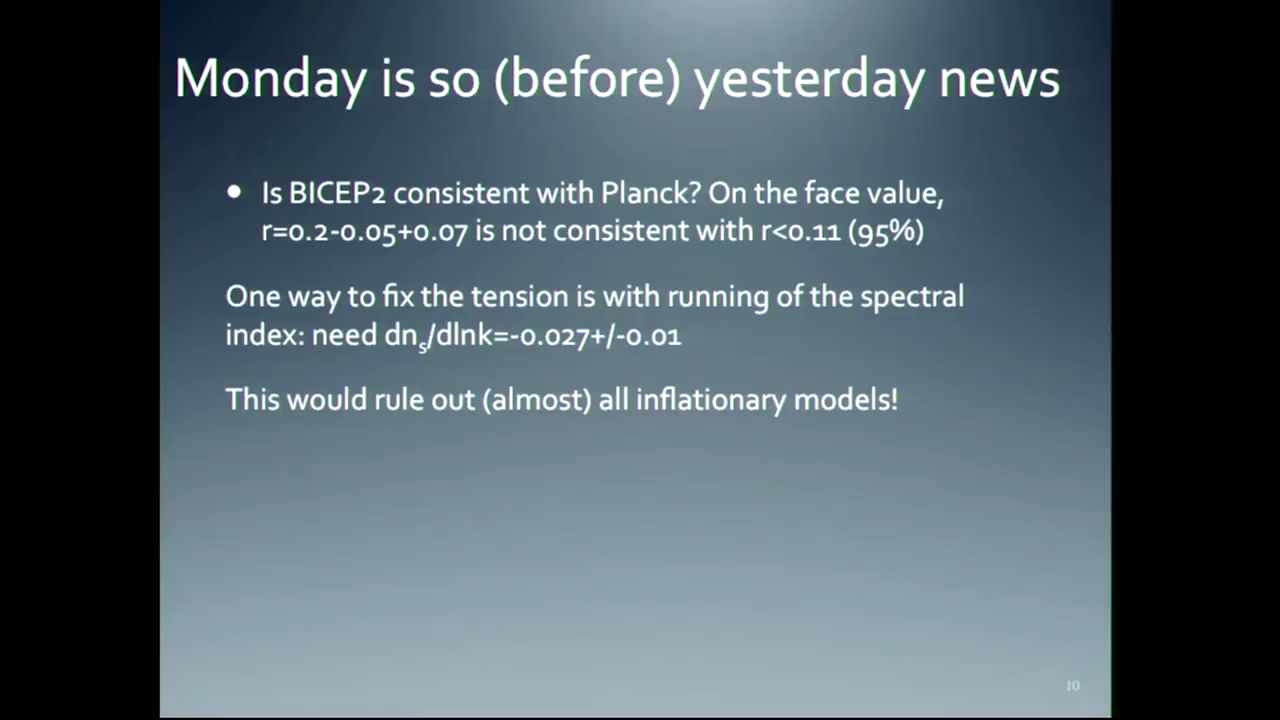 Monday is so (before) yesterday news
• Is BICEP2 consistent with Planck? On the face value,
r=0.2-0.05+0.07 is not consistent with r<0.11 (95%)
One way to fix the tension is with running of the spectral
index: need dnₛ/dlnk=-0.027+/-0.01
This would rule out (almost) all inflationary models!
10